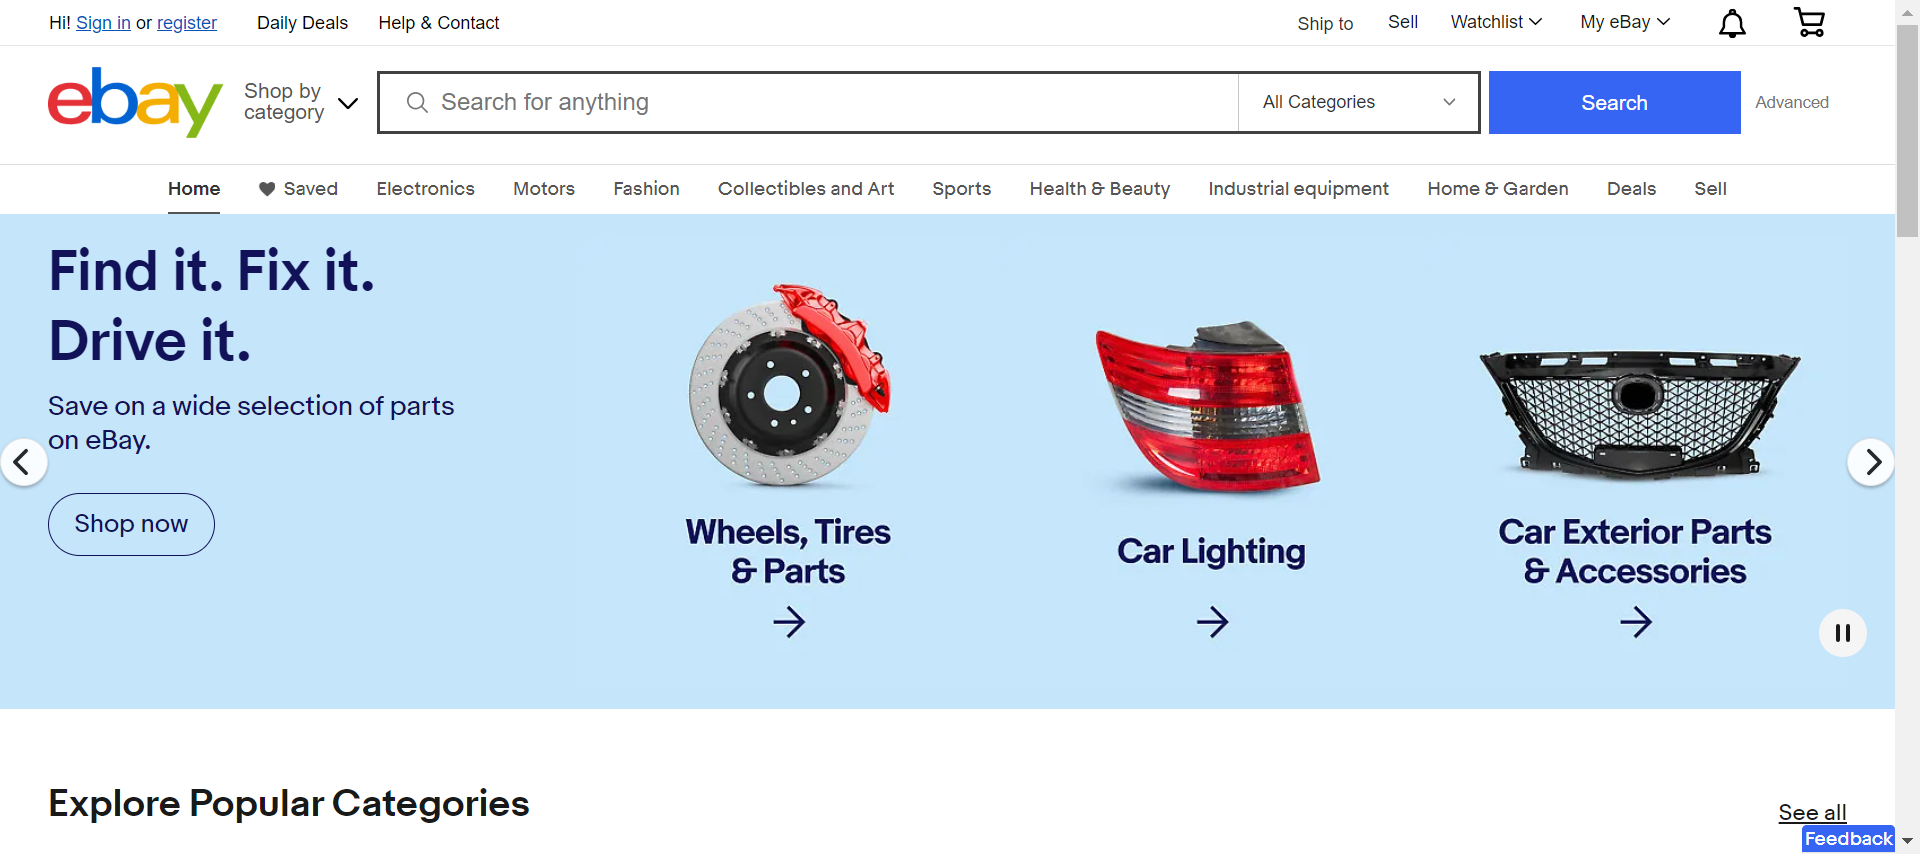 Hi! Sign in or register Daily Deals Help & Contact Ship to Sell Watchlist My eBay
ebay Shop by category Search for anything All Categories Search Advanced
Home Saved Electronics Motors Fashion Collectibles and Art Sports Health & Beauty Industrial equipment Home & Garden Deals Sell
Find it. Fix it.
Drive it.
Save on a wide selection of parts
on eBay.
Shop now
Wheels, Tires
& Parts
Car Lighting
Car Exterior Parts
& Accessories
Explore Popular Categories
See all
Feedback